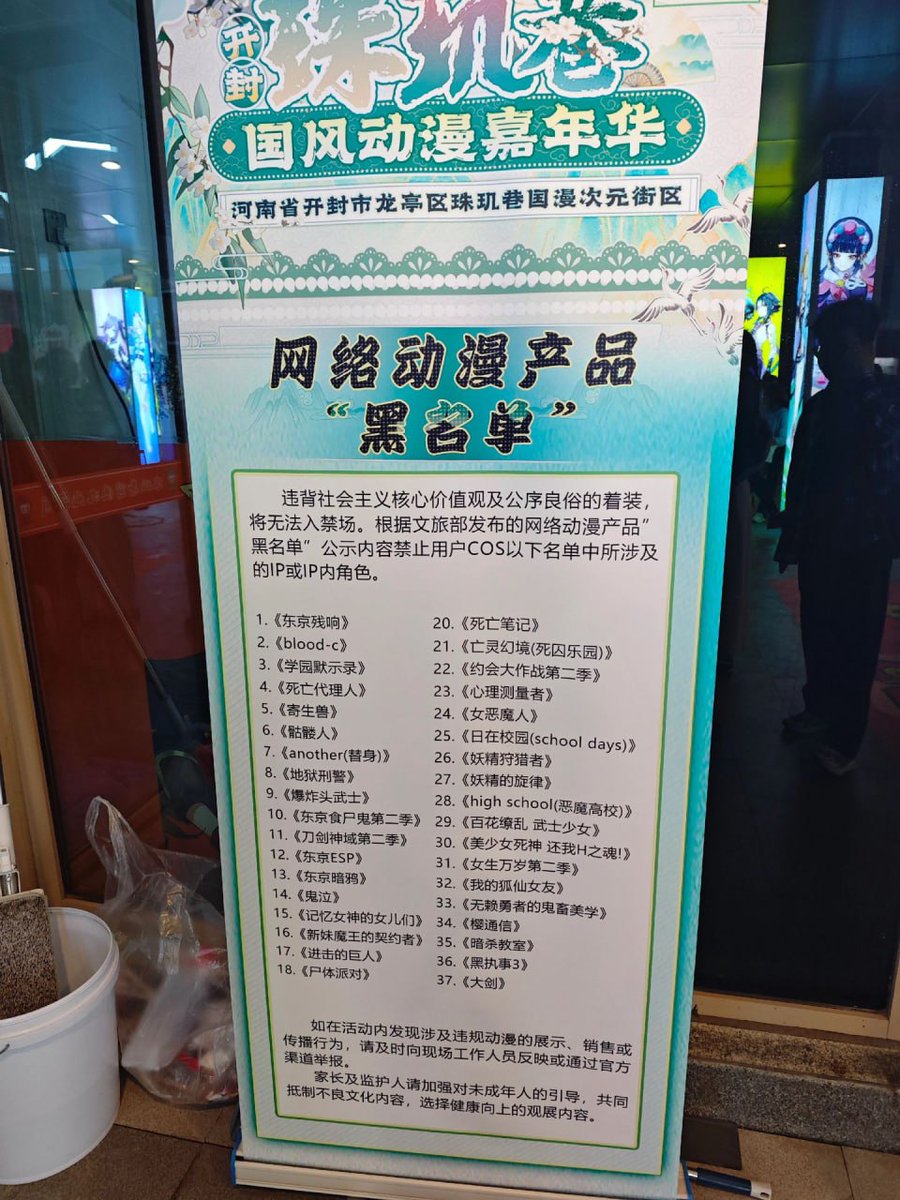 开封
珠玑巷
国风动漫嘉年华
河南省开封市龙亭区珠玑巷国漫次元街区
网络动漫产品
“黑名单”
违背社会主义核心价值观及公序良俗的着装，
将无法入禁场。根据文旅部发布的网络动漫产品”
黑名单”公示内容禁止用户COS以下名单中所涉及
的IP或IP内角色。
1.《东京残响》
2.《blood-c》
3.《学园默示录》
4.《死亡代理人》
5.《寄生兽》
6.《骷髅人》
7.《another(替身)》
8.《地狱刑警》
9.《爆炸头武士》
10.《东京食尸鬼第二季》
11.《刀剑神域第二季》
12.《东京ESP》
13.《东京暗鸦》
14.《鬼泣》
15.《记忆女神的女儿们》
16.《新妹魔王的契约者》
17.《进击的巨人》
18.《尸体派对》
20.《死亡笔记》
21.《亡灵幻境(死囚乐园)》
22.《约会大作战第二季》
23.《心理测量者》
24.《女恶魔人》
25.《日在校园(school days)》
26.《妖精狩猎者》
27.《妖精的旋律》
28.《high school(恶魔高校)》
29.《百花缭乱 武士少女》
30.《美少女死神 还我H之魂!》
31.《女生万岁第二季》
32.《我的狐仙女友》
33.《无赖勇者的鬼畜美学》
34.《樱通信》
35.《暗杀教室》
36.《黑执事3》
37.《大剑》
如在活动内发现涉及违规动漫的展示、销售或
传播行为，请及时向现场工作人员反映或通过官方
渠道举报。
家长及监护人请加强对未成年人的引导，共同
抵制不良文化内容，选择健康向上的观展内容。